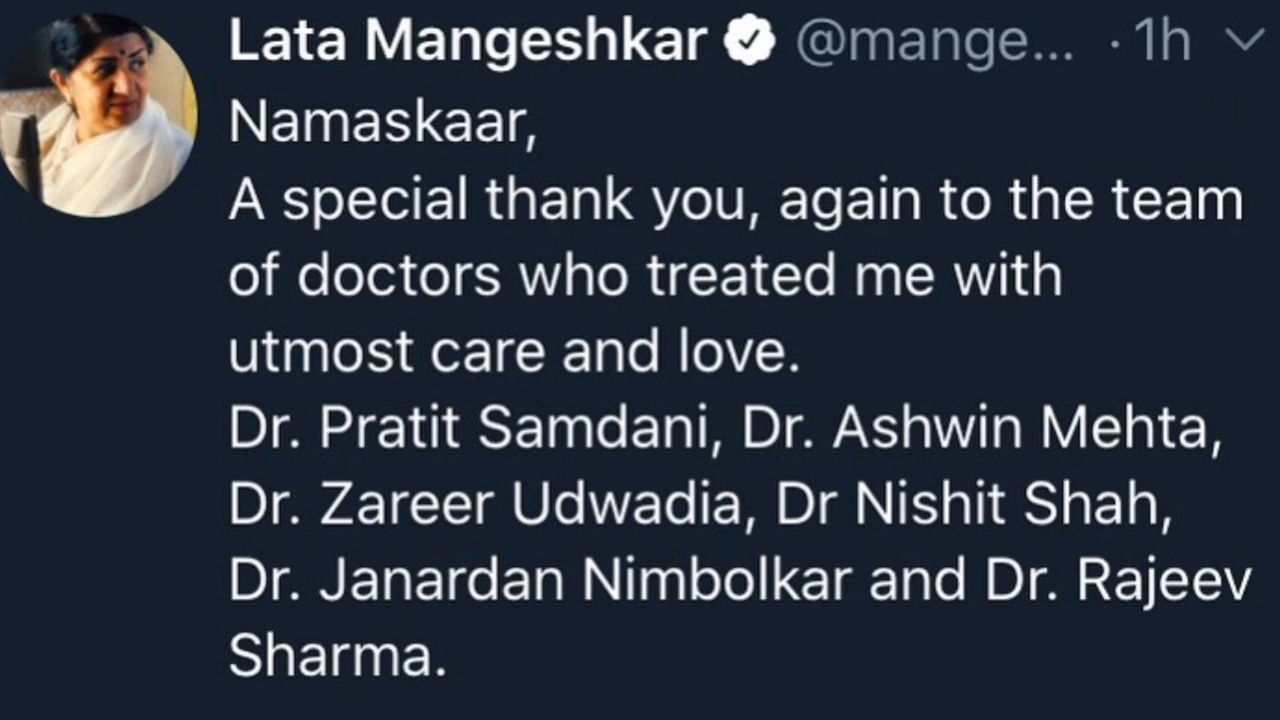 Lata Mangeshkar @mange... · 1h
Namaskaar,
A special thank you, again to the team
of doctors who treated me with
utmost care and love.
Dr. Pratit Samdani, Dr. Ashwin Mehta,
Dr. Zareer Udwadia, Dr Nishit Shah,
Dr. Janardan Nimbolkar and Dr. Rajeev
Sharma.